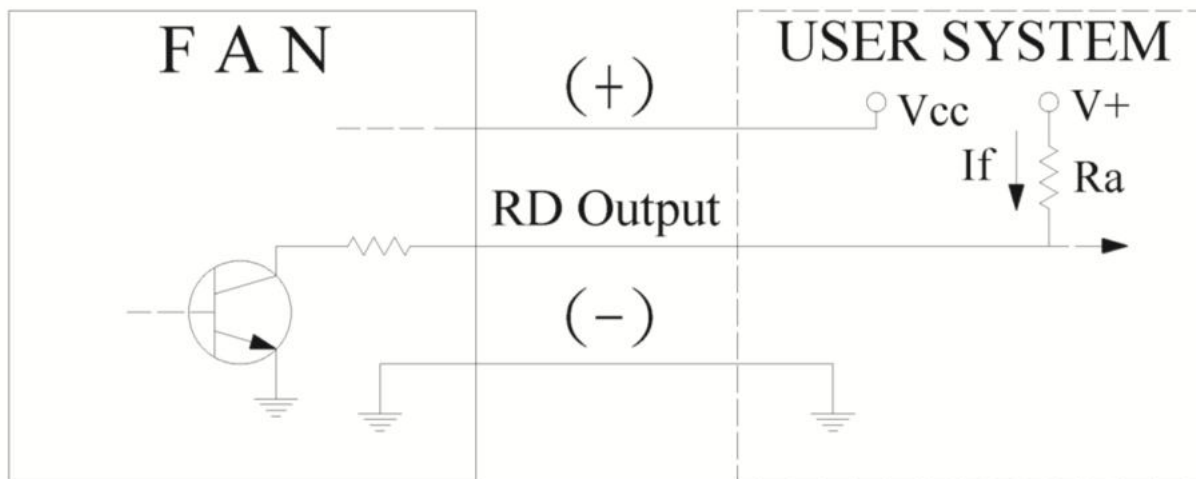 F A N
USER SYSTEM
(+)
Vcc
V+
If
Ra
RD Output
(-)